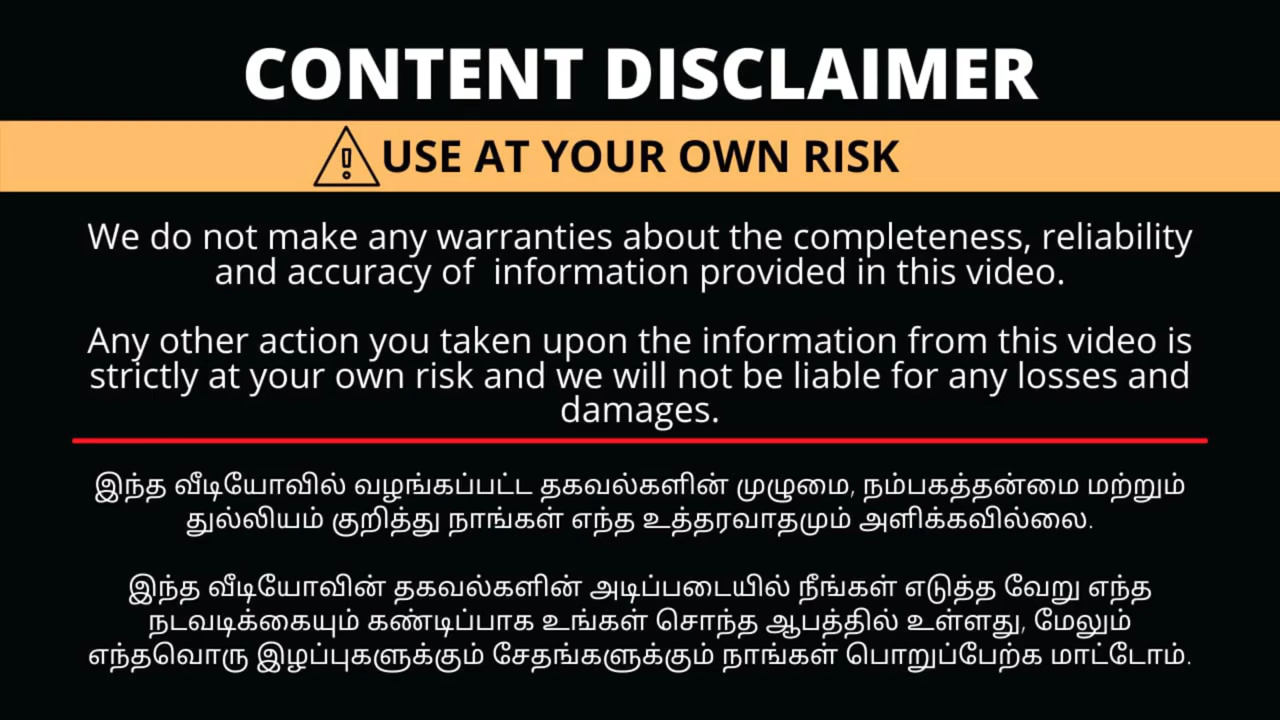 CONTENT DISCLAIMER
USE AT YOUR OWN RISK
We do not make any warranties about the completeness, reliability
and accuracy of  information provided in this video.
Any other action you taken upon the information from this video is
strictly at your own risk and we will not be liable for any losses and
damages.
இந்த வீடியோவில் வழங்கப்பட்ட தகவல்களின் முழுமை, நம்பகத்தன்மை மற்றும்
துல்லியம் குறித்து நாங்கள் எந்த உத்தரவாதமும் அளிக்கவில்லை.
இந்த வீடியோவின் தகவல்களின் அடிப்படையில் நீங்கள் எடுத்த வேறு எந்த
நடவடிக்கையும் கண்டிப்பாக உங்கள் சொந்த ஆபத்தில் உள்ளது, மேலும்
எந்தவொரு இழப்புகளுக்கும் சேதங்களுக்கும் நாங்கள் பொறுப்பேற்க மாட்டோம்.